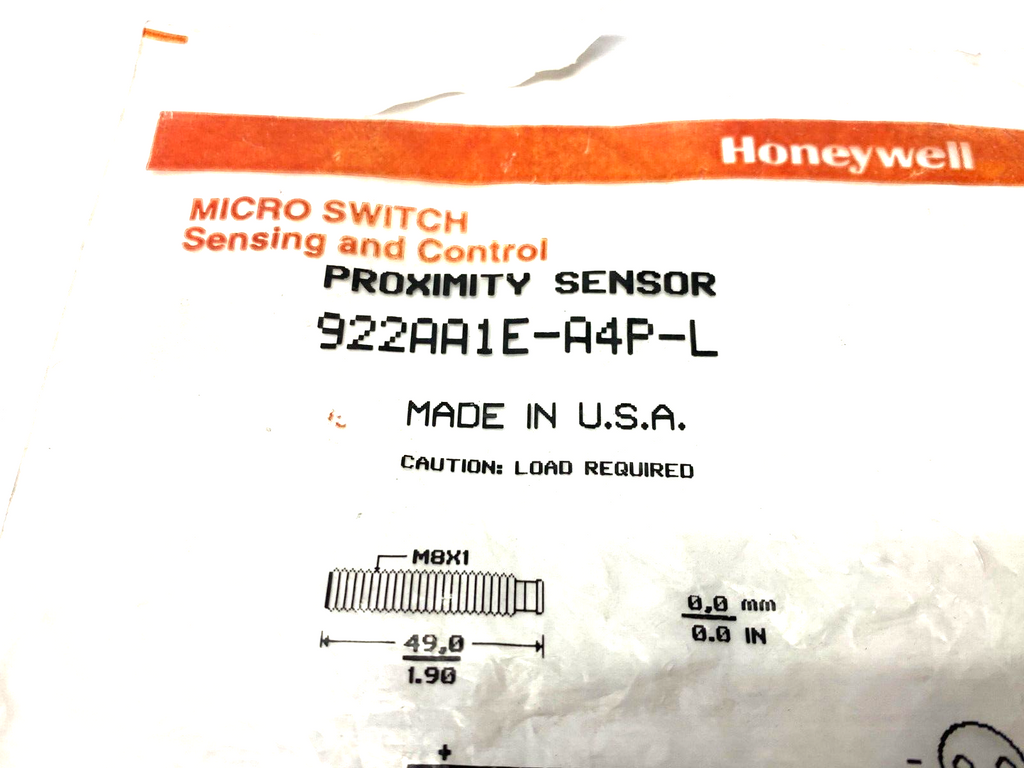 Honeywell
MICRO SWITCH
Sensing and Control
PROXIMITY SENSOR
922AA1E-A4P-L
MADE IN U.S.A.
CAUTION: LOAD REQUIRED
M8X1
49,0
1.90
0,0 mm
0.0 IN
+
-